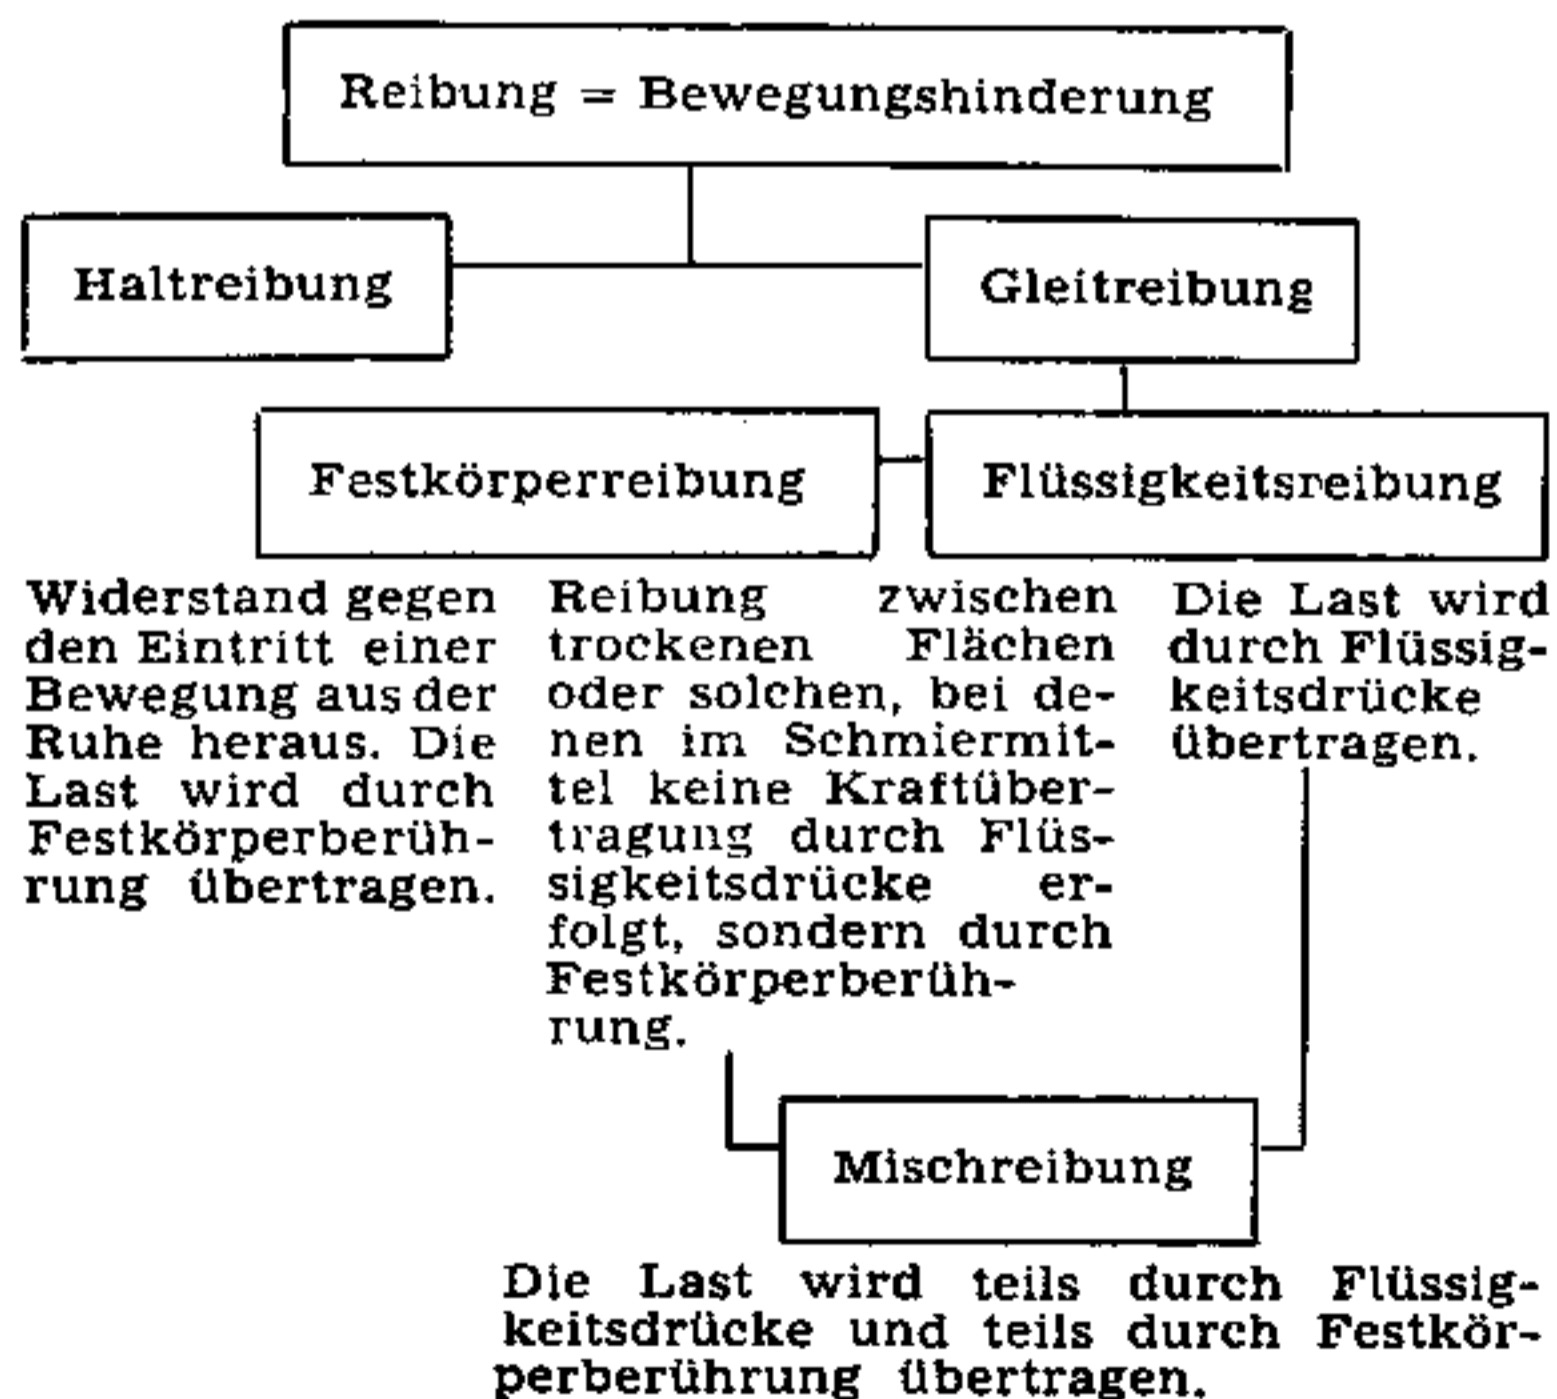 Reibung = Bewegungshinderung
Haltreibung
Gleitreibung
Festkörperreibung
Flüssigkeitsreibung
Widerstand gegen
den Eintritt einer
Bewegung aus der
Ruhe heraus. Die
Last wird durch
Festkörperberüh-
rung übertragen.
Reibung zwischen
trockenen Flächen
oder solchen, bei de-
nen im Schmiermit-
tel keine Kraftüber-
tragung durch Flüs-
sigkeitsdrücke er-
folgt, sondern durch
Festkörperberüh-
rung.
Die Last wird
durch Flüssig-
keitsdrücke
übertragen.
Mischreibung
Die Last wird teils durch Flüssig-
keitsdrücke und teils durch Festkör-
perberührung übertragen.